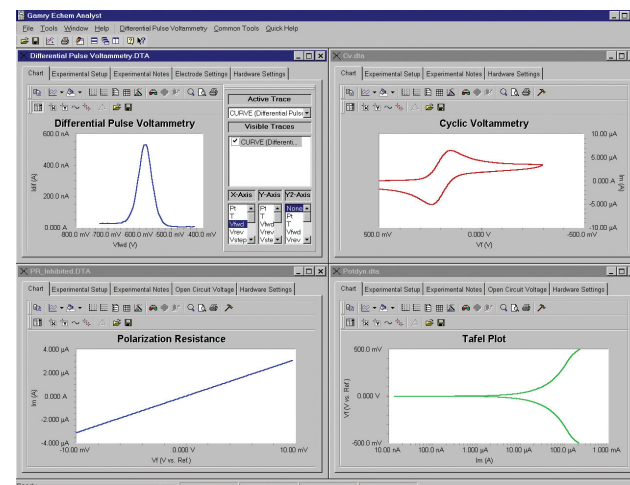 Gamry Echem Analyst
File Tools Window Help Differential Pulse Voltammetry Common Tools Quick Help
Differential Pulse Voltammetry.DTA
Chart Experimental Setup Experimental Notes Electrode Settings Hardware Settings
Differential Pulse Voltammetry
600.0 nA
400.0 nA
200.0 nA
0.000 A
Idif (A)
800.0 mV 700.0 mV 600.0 mV 500.0 mV 400.0 mV
Vfwd (V)
Active Trace
CURVE (Differential Puls
Visible Traces
CURVE (Differenti...
X-Axis Y-Axis Y2-Axis
Pt Pt None
T T Pt
Vfwd Vfwd T
Vrev Vrev Vfwd
Vstep Vste Vrev
Cv.dta
Chart Experimental Setup Experimental Notes Hardware Settings
Cyclic Voltammetry
10.00 µA
5.000 µA
0.000 A
-5.000 µA
-10.00 µA
Im (A)
500.0 mV 0.000 V -500.0 mV
Vf (V)
PR_Inhibited.DTA
Chart Experimental Setup Experimental Notes Open Circuit Voltage Hardware Settings
Polarization Resistance
4.000 µA
2.000 µA
0.000 A
-2.000 µA
-4.000 µA
Im (A)
-10.00 mV 0.000 V 10.00 mV
Vf (V vs. Ref.)
Potdyn.dta
Chart Experimental Setup Experimental Notes Open Circuit Voltage Hardware Settings
Tafel Plot
500.0 mV
0.000 V
-500.0 mV
Vf (V vs. Ref.)
10.00 nA 100.0 nA 1.000 µA 10.00 µA 100.0 µA 1.000 mA
Im (A)